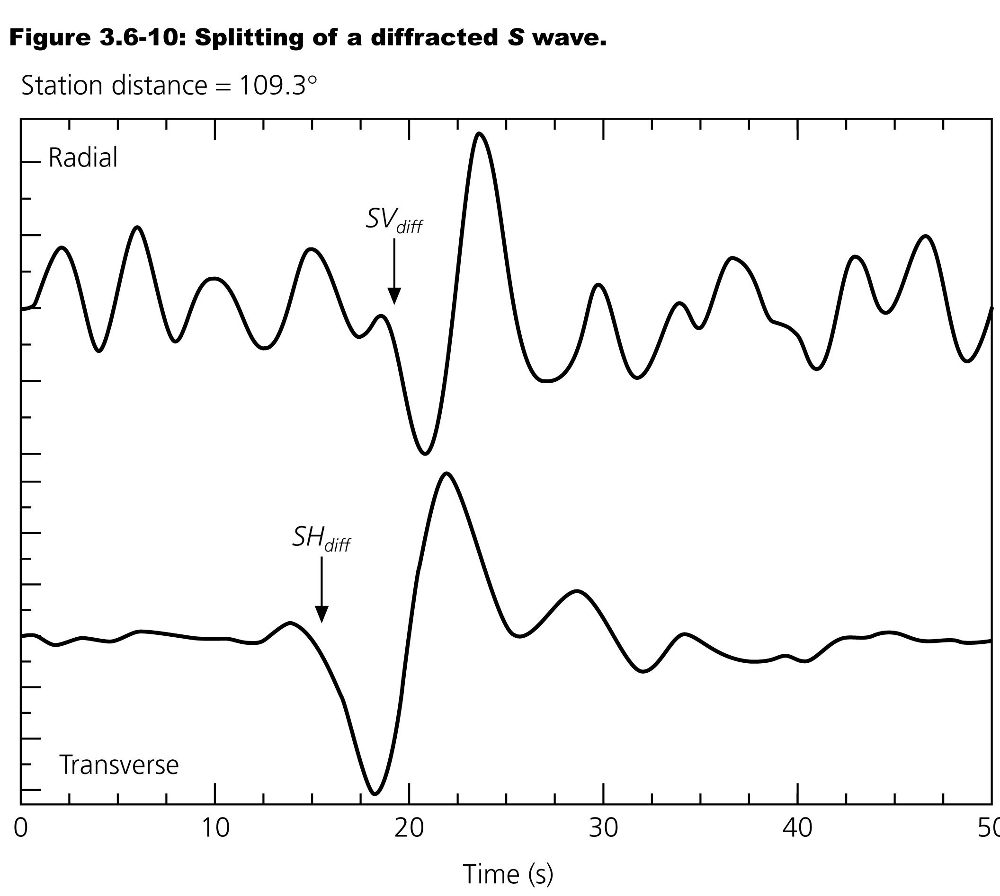 Figure 3.6-10: Splitting of a diffracted S wave.
Station distance = 109.3°
Radial
SVdiff
SHdiff
Transverse
0 10 20 30 40 50
Time (s)